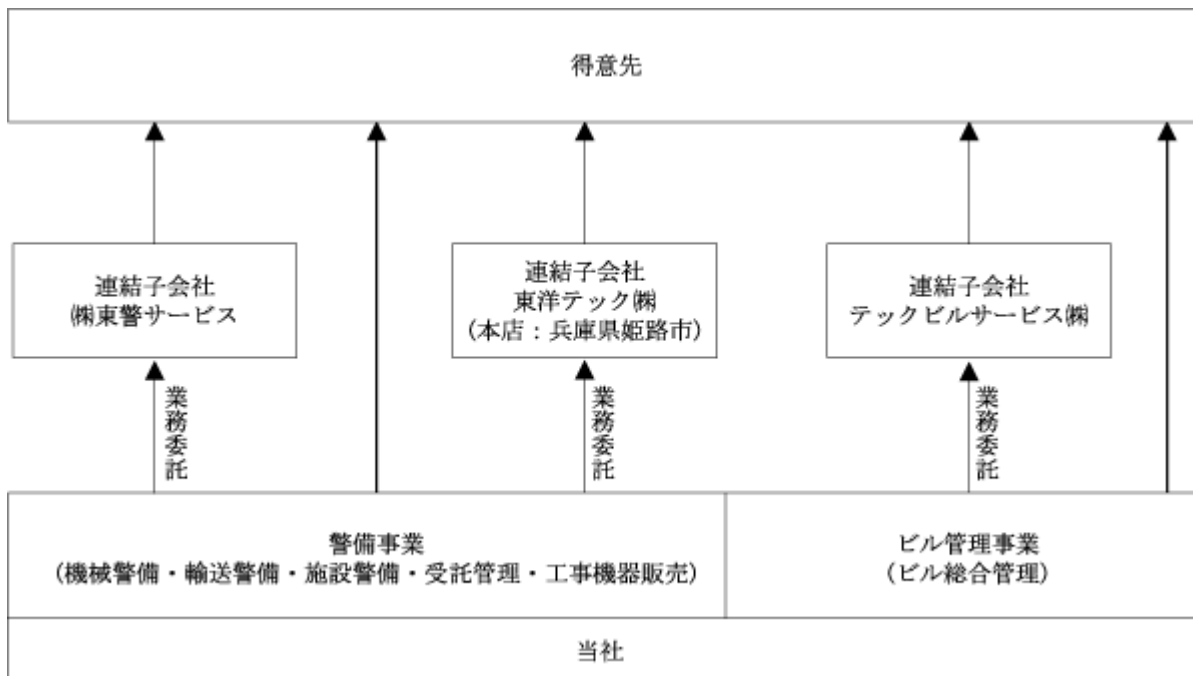 得意先
連結子会社
㈱東警サービス
連結子会社
東洋テック㈱
(本店：兵庫県姫路市)
連結子会社
テックビルサービス㈱
業務委託
業務委託
業務委託
警備事業
(機械警備・輸送警備・施設警備・受託管理・工事機器販売)
ビル管理事業
(ビル総合管理)
当社